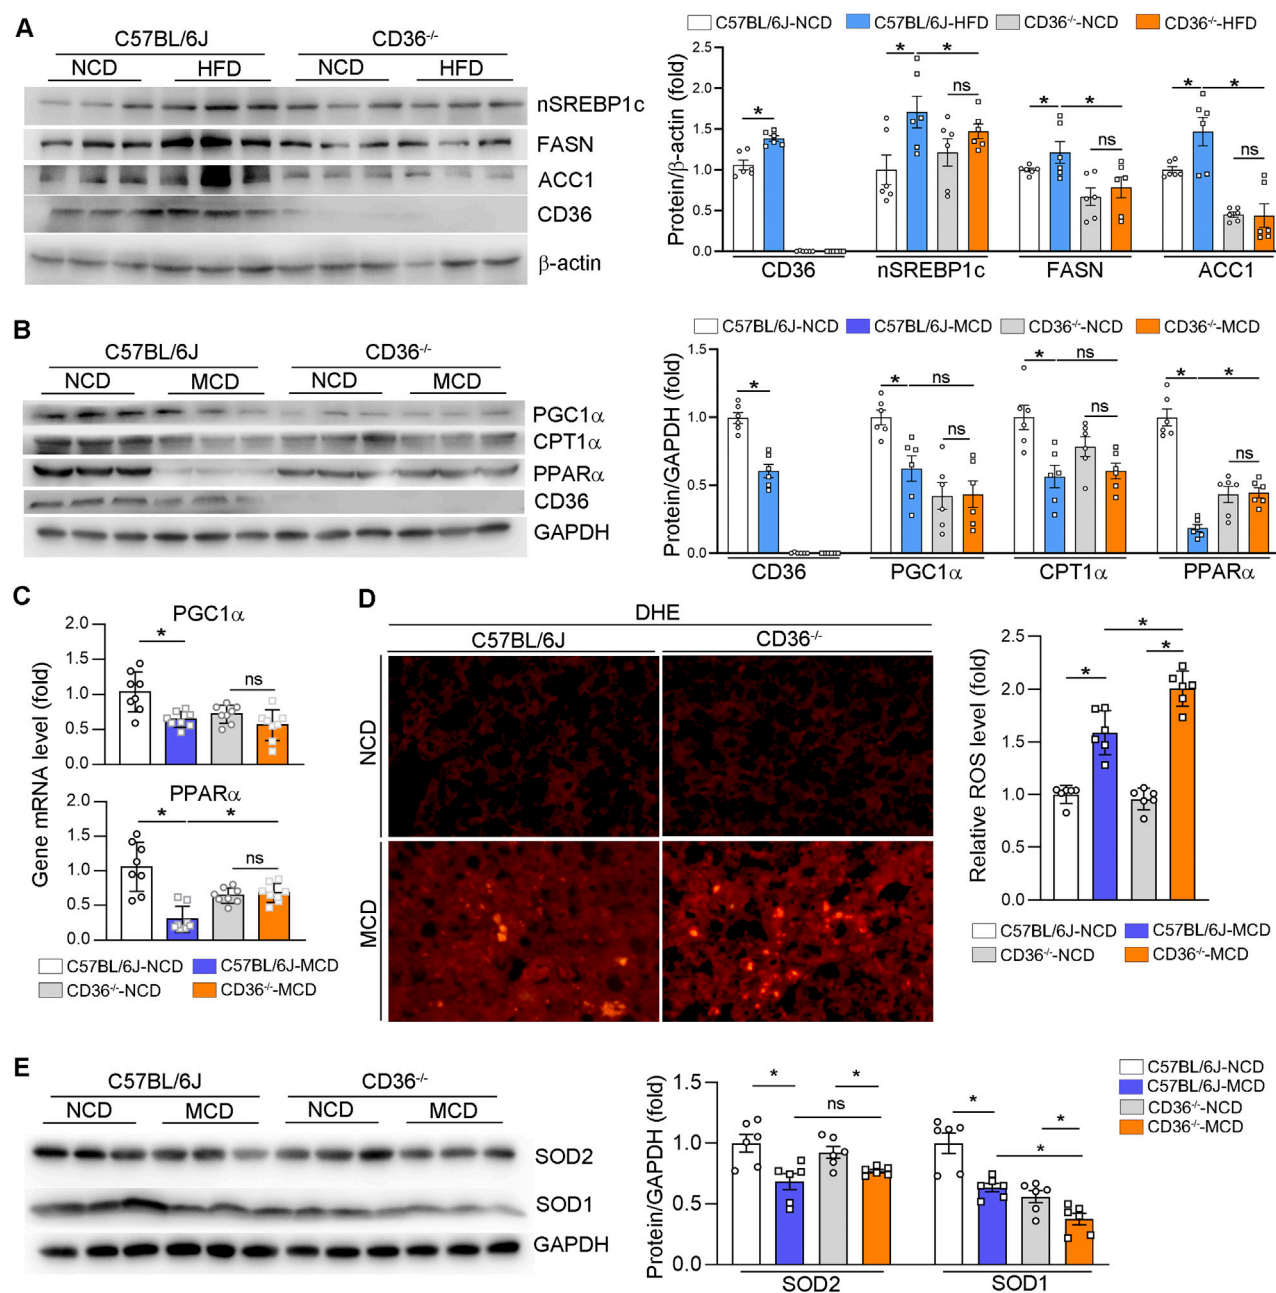 A
C57BL/6J CD36-/-
NCD HFD NCD HFD
nSREBP1c
FASN
ACC1
CD36
β-actin
C57BL/6J-NCD C57BL/6J-HFD CD36-/--NCD CD36-/--HFD
Protein/β-actin (fold)
2.5
2.0
1.5
1.0
0.5
0.0
* * * ns * * ns * * ns
CD36 nSREBP1c FASN ACC1
B
C57BL/6J CD36-/-
NCD MCD NCD MCD
PGC1α
CPT1α
PPARα
CD36
GAPDH
C57BL/6J-NCD C57BL/6J-MCD CD36-/--NCD CD36-/--MCD
Protein/GAPDH (fold)
1.5
1.0
0.5
0.0
* * ns ns * ns ns * * ns
CD36 PGC1α CPT1α PPARα
C
Gene mRNA level (fold)
PGC1α
2.0
1.5
1.0
0.5
0.0
* ns
PPARα
2.0
1.5
1.0
0.5
0.0
* * ns
C57BL/6J-NCD C57BL/6J-MCD
CD36-/--NCD CD36-/--MCD
D
DHE
C57BL/6J CD36-/-
NCD
MCD
Relative ROS level (fold)
2.5
2.0
1.5
1.0
0.5
0.0
* * *
C57BL/6J-NCD C57BL/6J-MCD
CD36-/--NCD CD36-/--MCD
E
C57BL/6J CD36-/-
NCD MCD NCD MCD
SOD2
SOD1
GAPDH
Protein/GAPDH (fold)
1.5
1.0
0.5
0.0
* * ns * * *
SOD2 SOD1
C57BL/6J-NCD
C57BL/6J-MCD
CD36-/--NCD
CD36-/--MCD